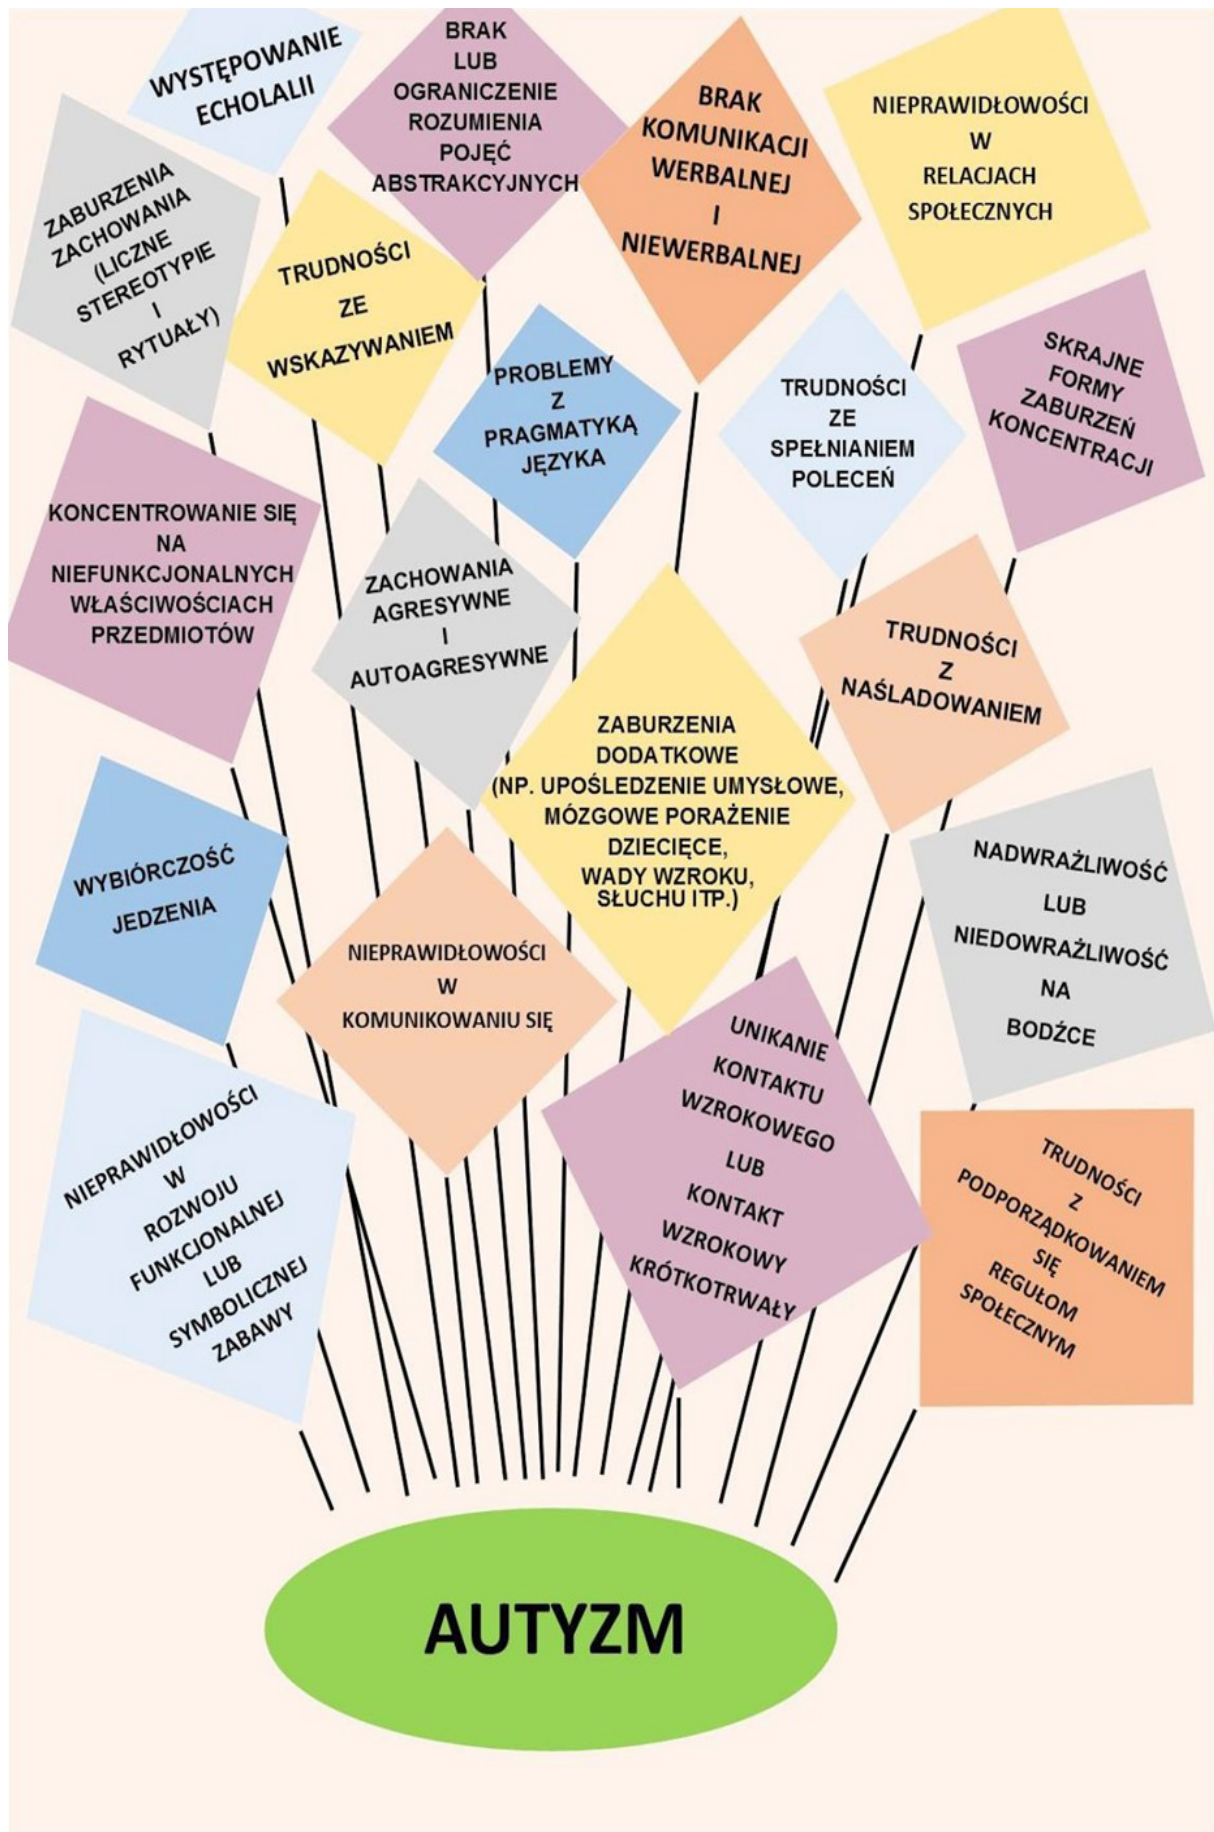 WYSTĘPOWANIE
ECHOLALII
BRAK
LUB
OGRANICZENIE
ROZUMIENIA
POJĘĆ
ABSTRAKCYJNYCH
BRAK
KOMUNIKACJI
WERBALNEJ
I
NIEWERBALNEJ
NIEPRAWIDŁOWOŚCI
W
RELACJACH
SPOŁECZNYCH
ZABURZENIA
ZACHOWANIA
(LICZNE
STEREOTYPIE
I
RYTUAŁY)
TRUDNOŚCI
ZE
WSKAZYWANIEM
PROBLEMY
Z
PRAGMATYKĄ
JĘZYKA
TRUDNOŚCI
ZE
SPEŁNIANIEM
POLECEŃ
SKRAJNE
FORMY
ZABURZEŃ
KONCENTRACJI
KONCENTROWANIE SIĘ
NA
NIEFUNKCJONALNYCH
WŁAŚCIWOŚCIACH
PRZEDMIOTÓW
ZACHOWANIA
AGRESYWNE
I
AUTOAGRESYWNE
ZABURZENIA
DODATKOWE
(NP. UPOŚLEDZENIE UMYSŁOWE,
MÓZGOWE PORAŻENIE
DZIECIĘCE,
WADY WZROKU,
SŁUCHU ITP.)
TRUDNOŚCI
Z
NAŚLADOWANIEM
WYBIÓRCZOŚĆ
JEDZENIA
NIEPRAWIDŁOWOŚCI
W
KOMUNIKOWANIU SIĘ
NADWRAŻLIWOŚĆ
LUB
NIEDOWRAŻLIWOŚĆ
NA
BODŹCE
NIEPRAWIDŁOWOŚCI
W
ROZWOJU
FUNKCJONALNEJ
LUB
SYMBOLICZNEJ
ZABAWY
UNIKANIE
KONTAKTU
WZROKOWEGO
LUB
KONTAKT
WZROKOWY
KRÓTKOTRWAŁY
TRUDNOŚCI
Z
PODPORZĄDKOWANIEM
SIĘ
REGUŁOM
SPOŁECZNYM
AUTYZM